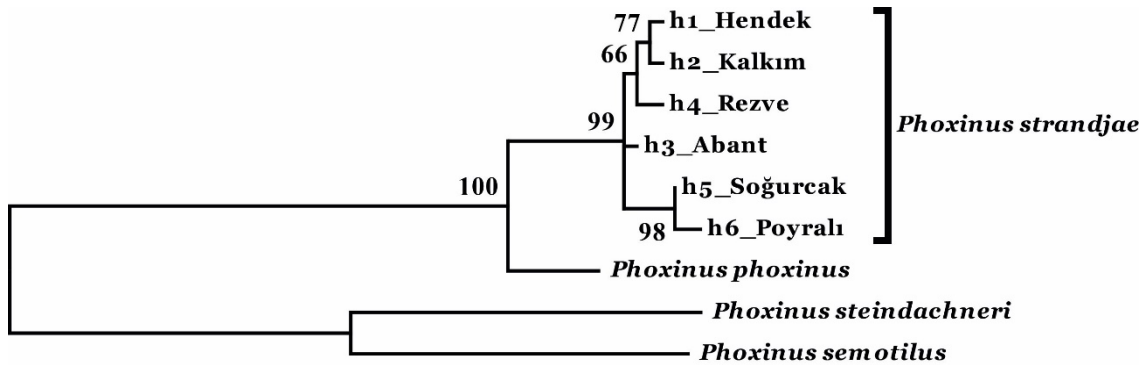 77
h1_Hendek
66
h2_Kalkım
h4_Rezve
99
h3_Abant
Phoxinus strandjae
100
h5_Soğurcak
98
h6_Poyralı
Phoxinus phoxinus
Phoxinus steindachneri
Phoxinus semotilus